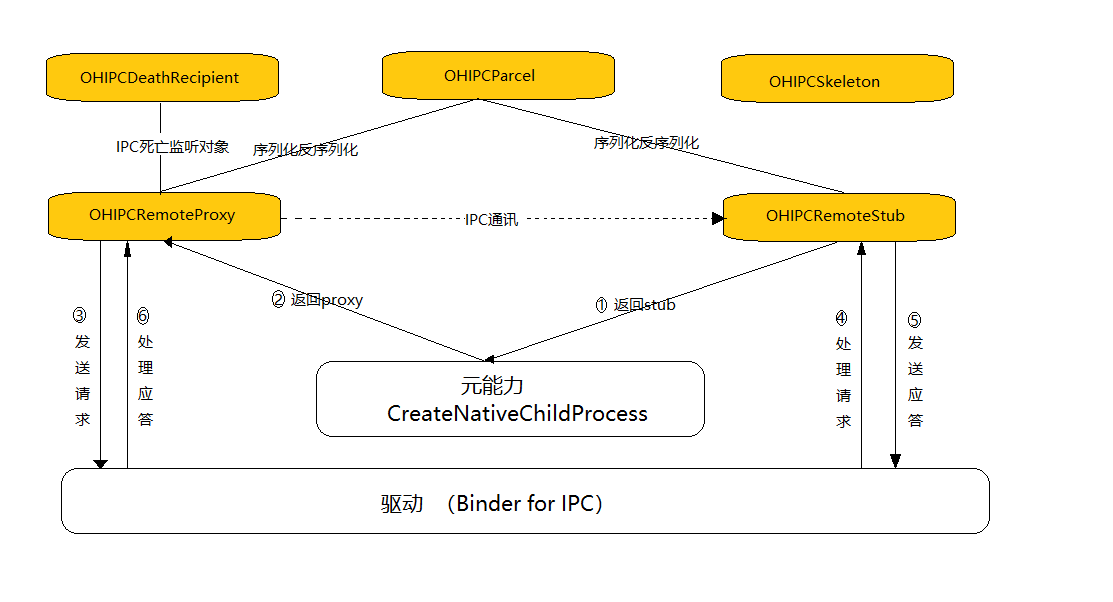 OHIPCDeathRecipient
OHIPCParcel
OHIPCSkeleton
IPC死亡监听对象
序列化反序列化
序列化反序列化
OHIPCRemoteProxy
IPC通讯
OHIPCRemoteStub
② 返回proxy
① 返回stub
③
发
送
请
求
⑥
处
理
应
答
④
处
理
请
求
⑤
发
送
应
答
元能力
CreateNativeChildProcess
驱动 （Binder for IPC）